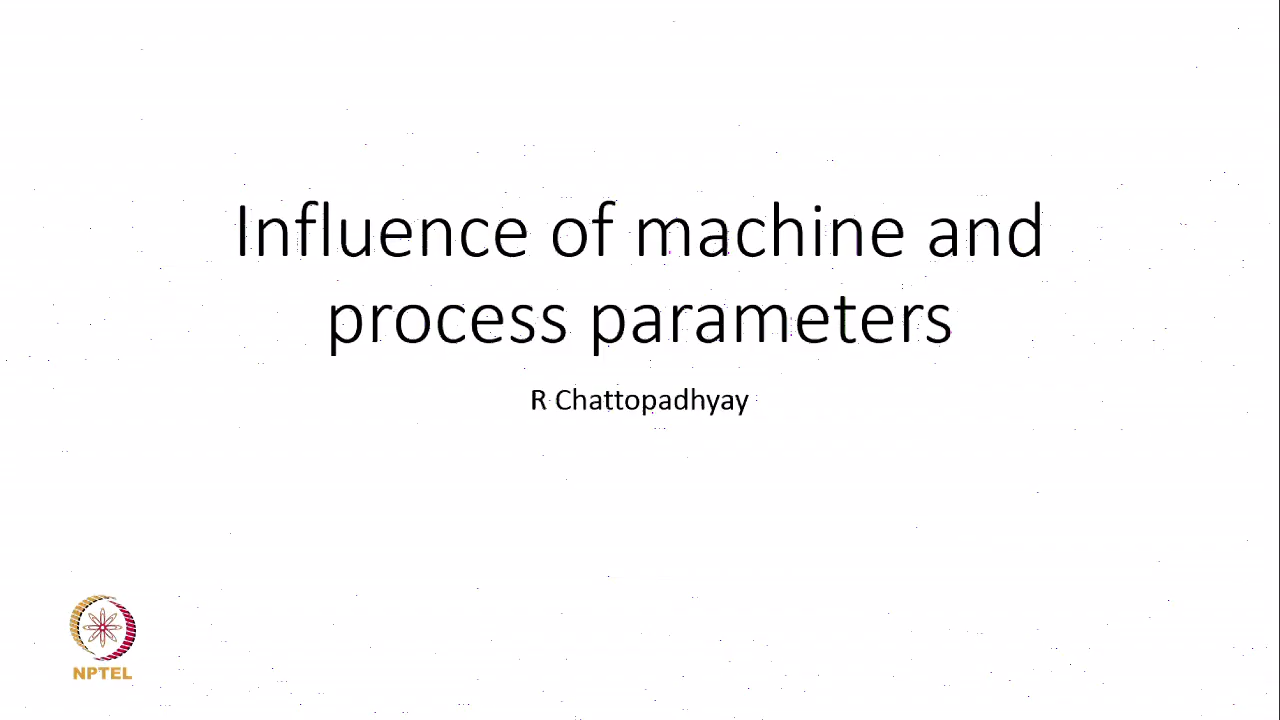 Influence of machine and
process parameters
R Chattopadhyay
NPTEL